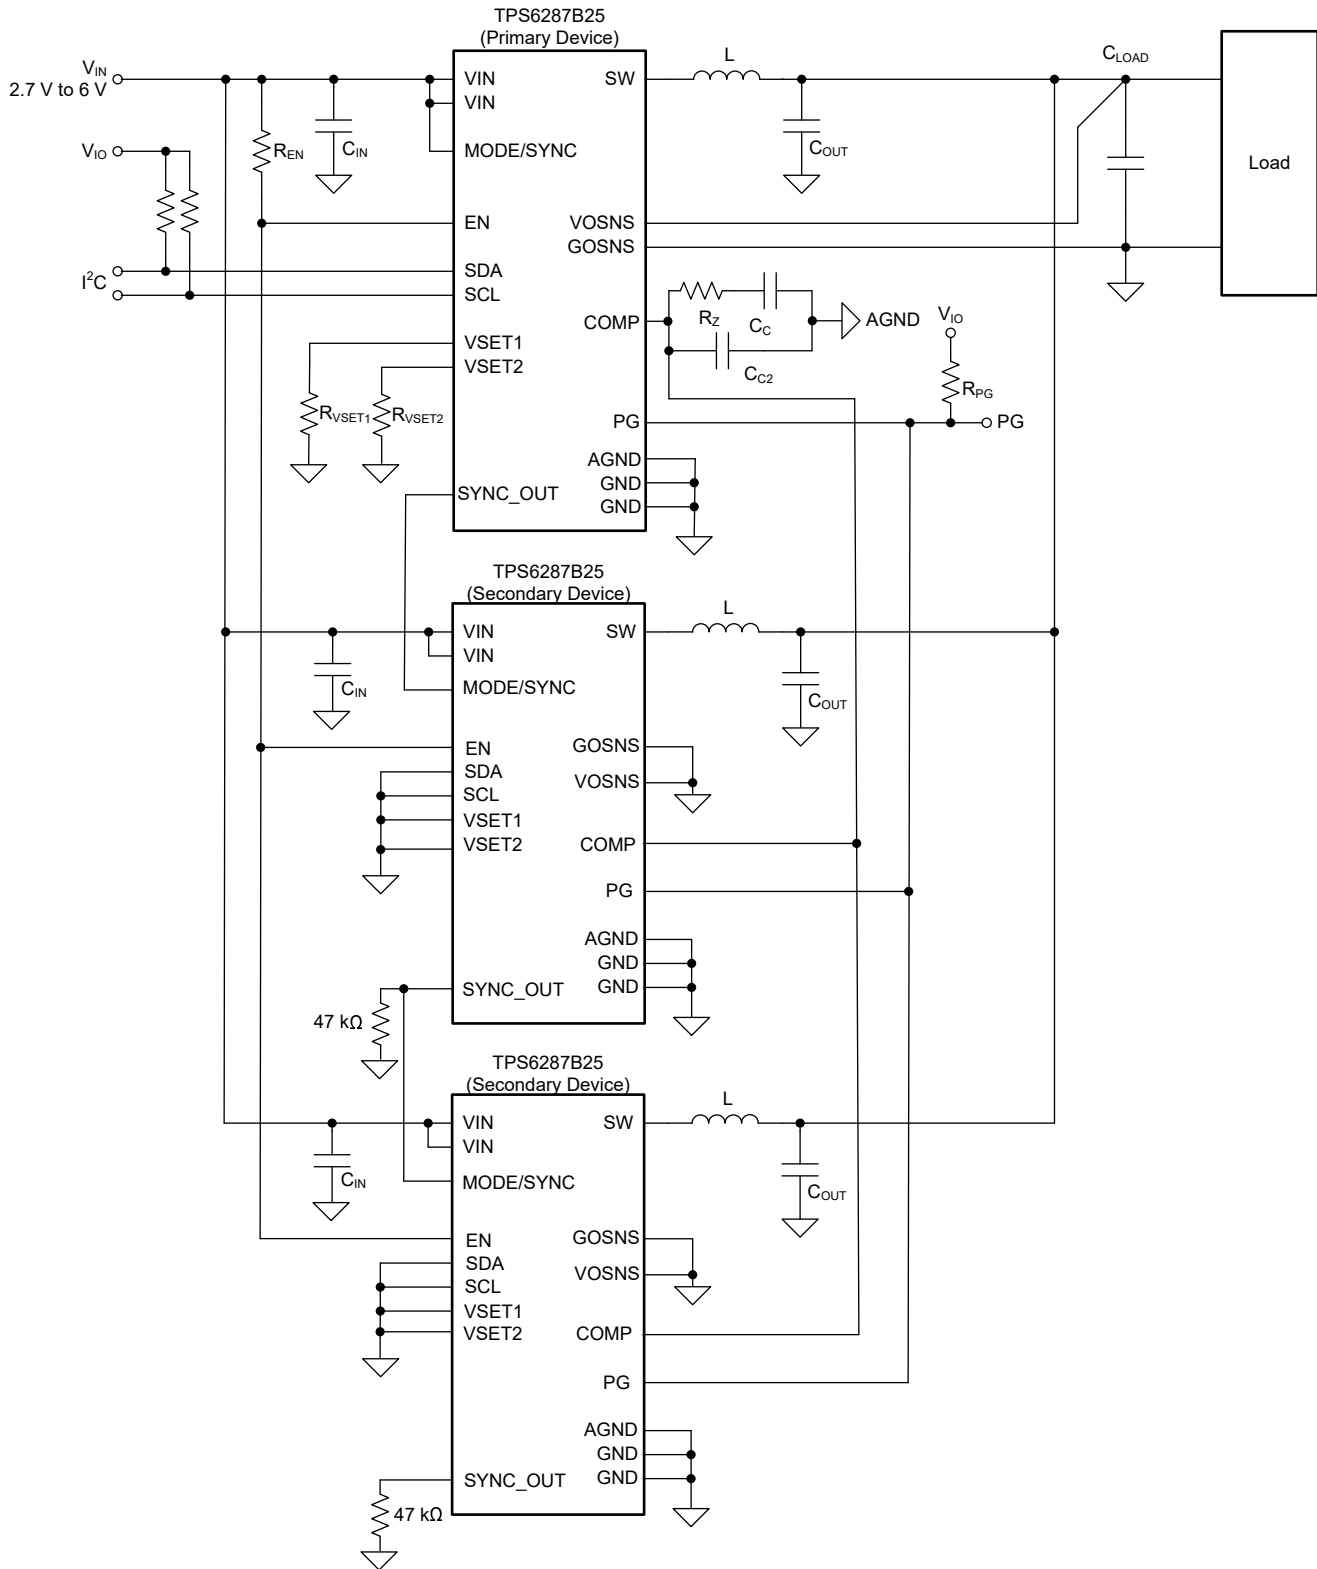 TPS6287B25
(Primary Device)
V_IN
2.7 V to 6 V
V_IO
I²C
R_EN
C_IN
R_VSET1
R_VSET2
VIN
VIN
MODE/SYNC
EN
SDA
SCL
VSET1
VSET2
SYNC_OUT
SW
VOSNS
GOSNS
COMP
PG
AGND
GND
GND
L
C_OUT
C_LOAD
Load
R_Z
C_C
C_C2
AGND
V_IO
R_PG
PG
TPS6287B25
(Secondary Device)
C_IN
VIN
VIN
MODE/SYNC
EN
SDA
SCL
VSET1
VSET2
SYNC_OUT
47 kΩ
SW
GOSNS
VOSNS
COMP
PG
AGND
GND
GND
L
C_OUT
TPS6287B25
(Secondary Device)
C_IN
VIN
VIN
MODE/SYNC
EN
SDA
SCL
VSET1
VSET2
SYNC_OUT
47 kΩ
SW
GOSNS
VOSNS
COMP
PG
AGND
GND
GND
L
C_OUT